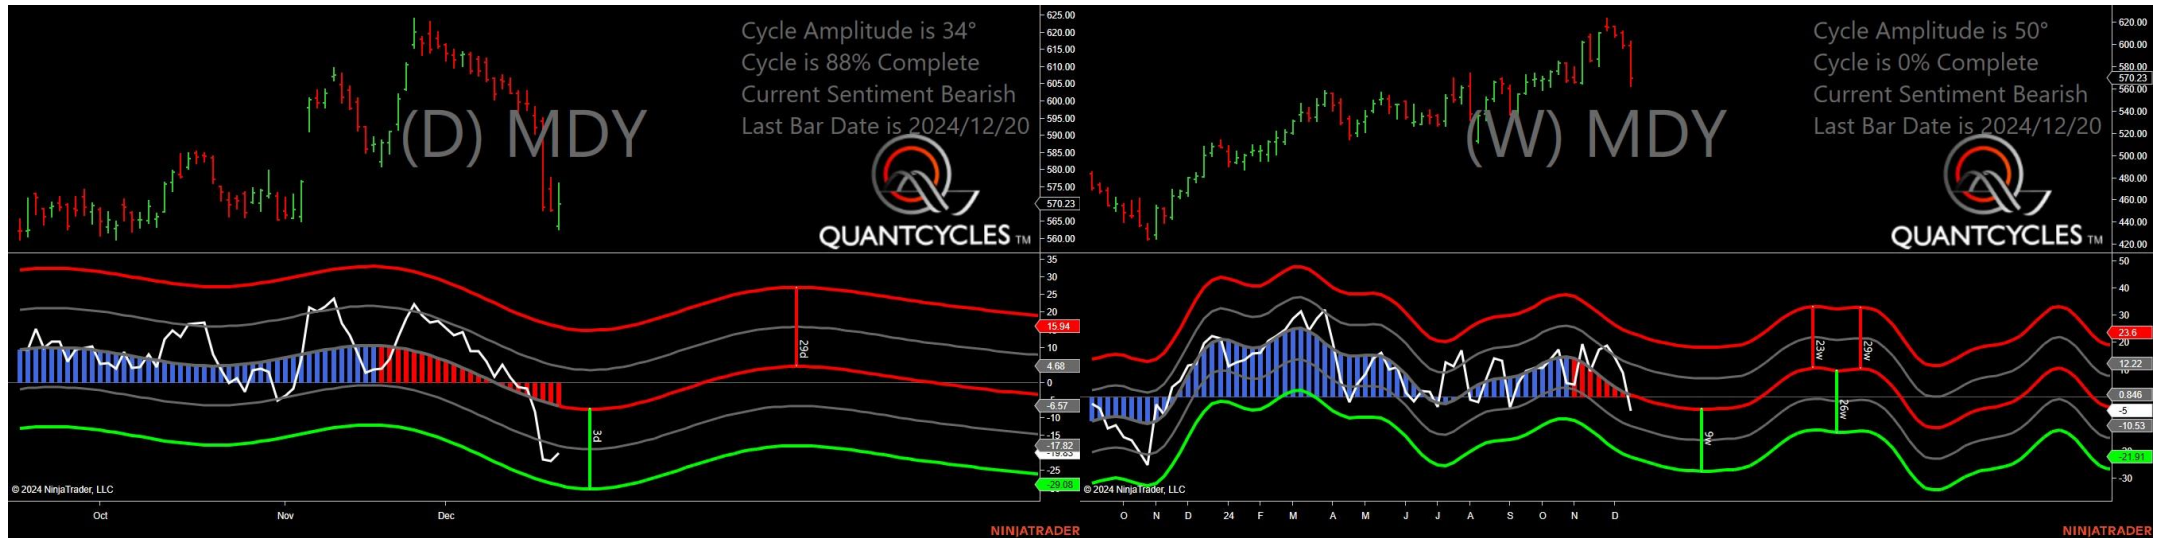 Cycle Amplitude is 34°
Cycle is 88% Complete
Current Sentiment Bearish
Last Bar Date is 2024/12/20
(D) MDY
QUANTCYCLES TM
625.00
620.00
615.00
610.00
605.00
600.00
595.00
590.00
585.00
580.00
575.00
570.23
565.00
560.00
35
30
25
20
15.94
10
4.68
0
-6.57
-10
-15
-17.82
-19.83
-25
-29.08
29d
3d
© 2024 NinjaTrader, LLC
Oct Nov Dec
NINJATRADER
Cycle Amplitude is 50°
Cycle is 0% Complete
Current Sentiment Bearish
Last Bar Date is 2024/12/20
(W) MDY
QUANTCYCLES TM
620.00
600.00
580.00
570.23
560.00
540.00
520.00
500.00
480.00
460.00
440.00
420.00
50
40
30
23.6
20
12.22
0.846
-5
-10.53
-21.91
-30
23w
29w
26w
9w
© 2024 NinjaTrader, LLC
O N D 24 F M A M J J A S O N D
NINJATRADER